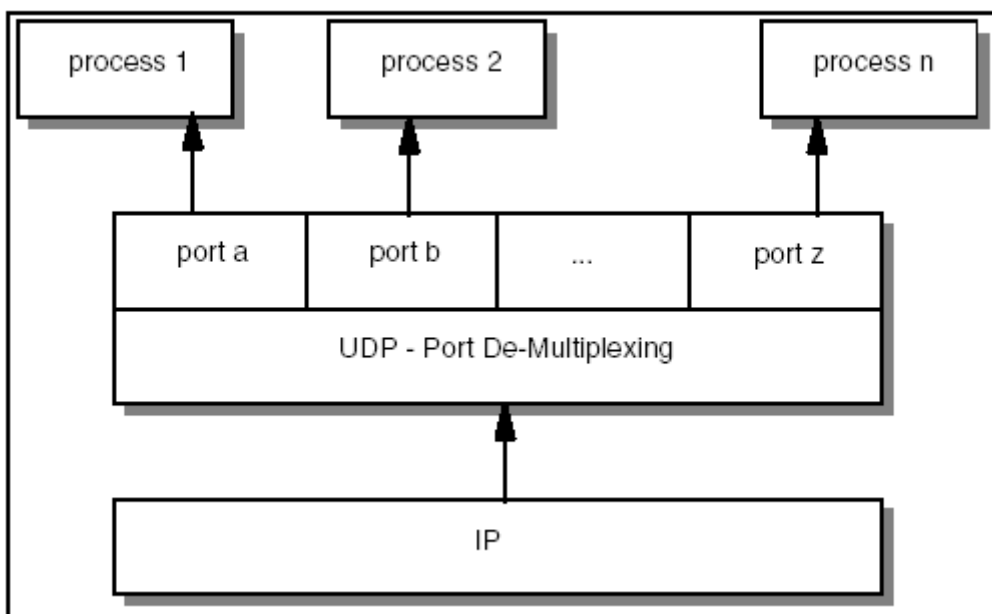 process 1
process 2
process n
port a
port b
...
port z
UDP - Port De-Multiplexing
IP